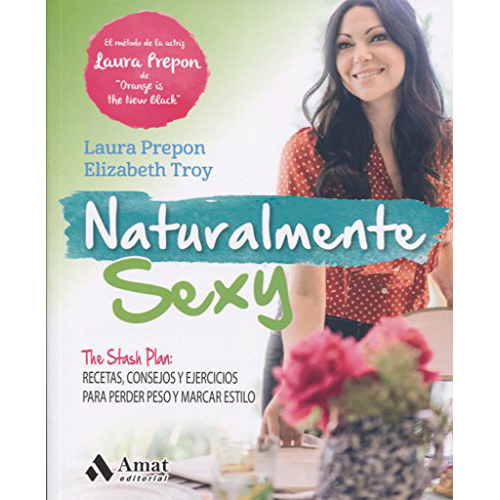 El método de la actriz
Laura Prepon
de
"Orange is
the New Black"
Laura Prepon
Elizabeth Troy
Naturalmente
Sexy
The Stash Plan:
RECETAS, CONSEJOS Y EJERCICIOS
PARA PERDER PESO Y MARCAR ESTILO
Amat
editorial